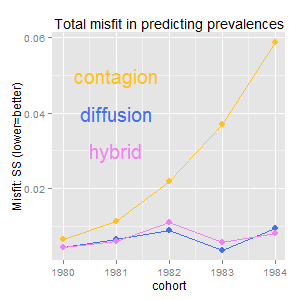 Total misfit in predicting prevalences
Misfit: SS (lower=better)
0.06
0.04
0.02
contagion
diffusion
hybrid
1980 1981 1982 1983 1984
cohort